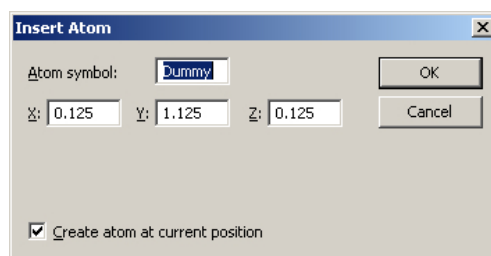 Insert Atom
Atom symbol: Dummy OK
X: 0.125 Y: 1.125 Z: 0.125 Cancel
Create atom at current position